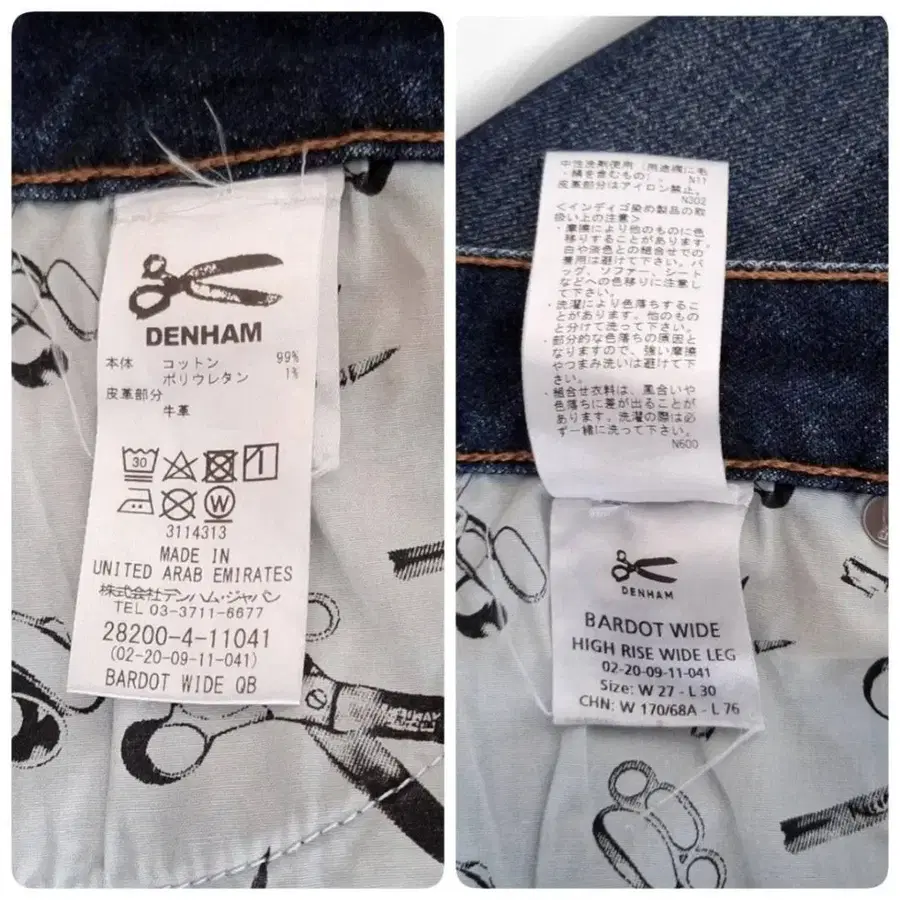 DENHAM
本体 コットン 99%
ポリウレタン 1%
皮革部分
牛革
30
W
3114313
MADE IN
UNITED ARAB EMIRATES
株式会社デンハム・ジャパン
TEL 03-3711-6677
28200-4-11041
(02-20-09-11-041)
BARDOT WIDE QB
中性洗剤使用(用途欄に毛
・絹を含むもの)。 N11
皮革部分はアイロン禁止。
N302
<インディゴ染め製品の取
扱い上の注意>
・摩擦により他のものに色
移りすることがあります。
白や淡色との組合せでの
着用は避けて下さい。バ
ッグ、ソファー、シート
などへの色移りに注意し
て下さい。
・洗濯により色落ちするこ
とがあります。他のもの
と分けて洗って下さい。
・部分的な色落ちの原因と
なりますので、強い摩擦
やつまみ洗いは避けて下
さい。
・組合せ衣料は、風合いや
色落ちに差が出ることが
あります。洗濯の際は必
ず一緒に洗って下さい。
N600
DENHAM
BARDOT WIDE
HIGH RISE WIDE LEG
02-20-09-11-041
Size: W 27 - L 30
CHN: W 170/68A - L 76